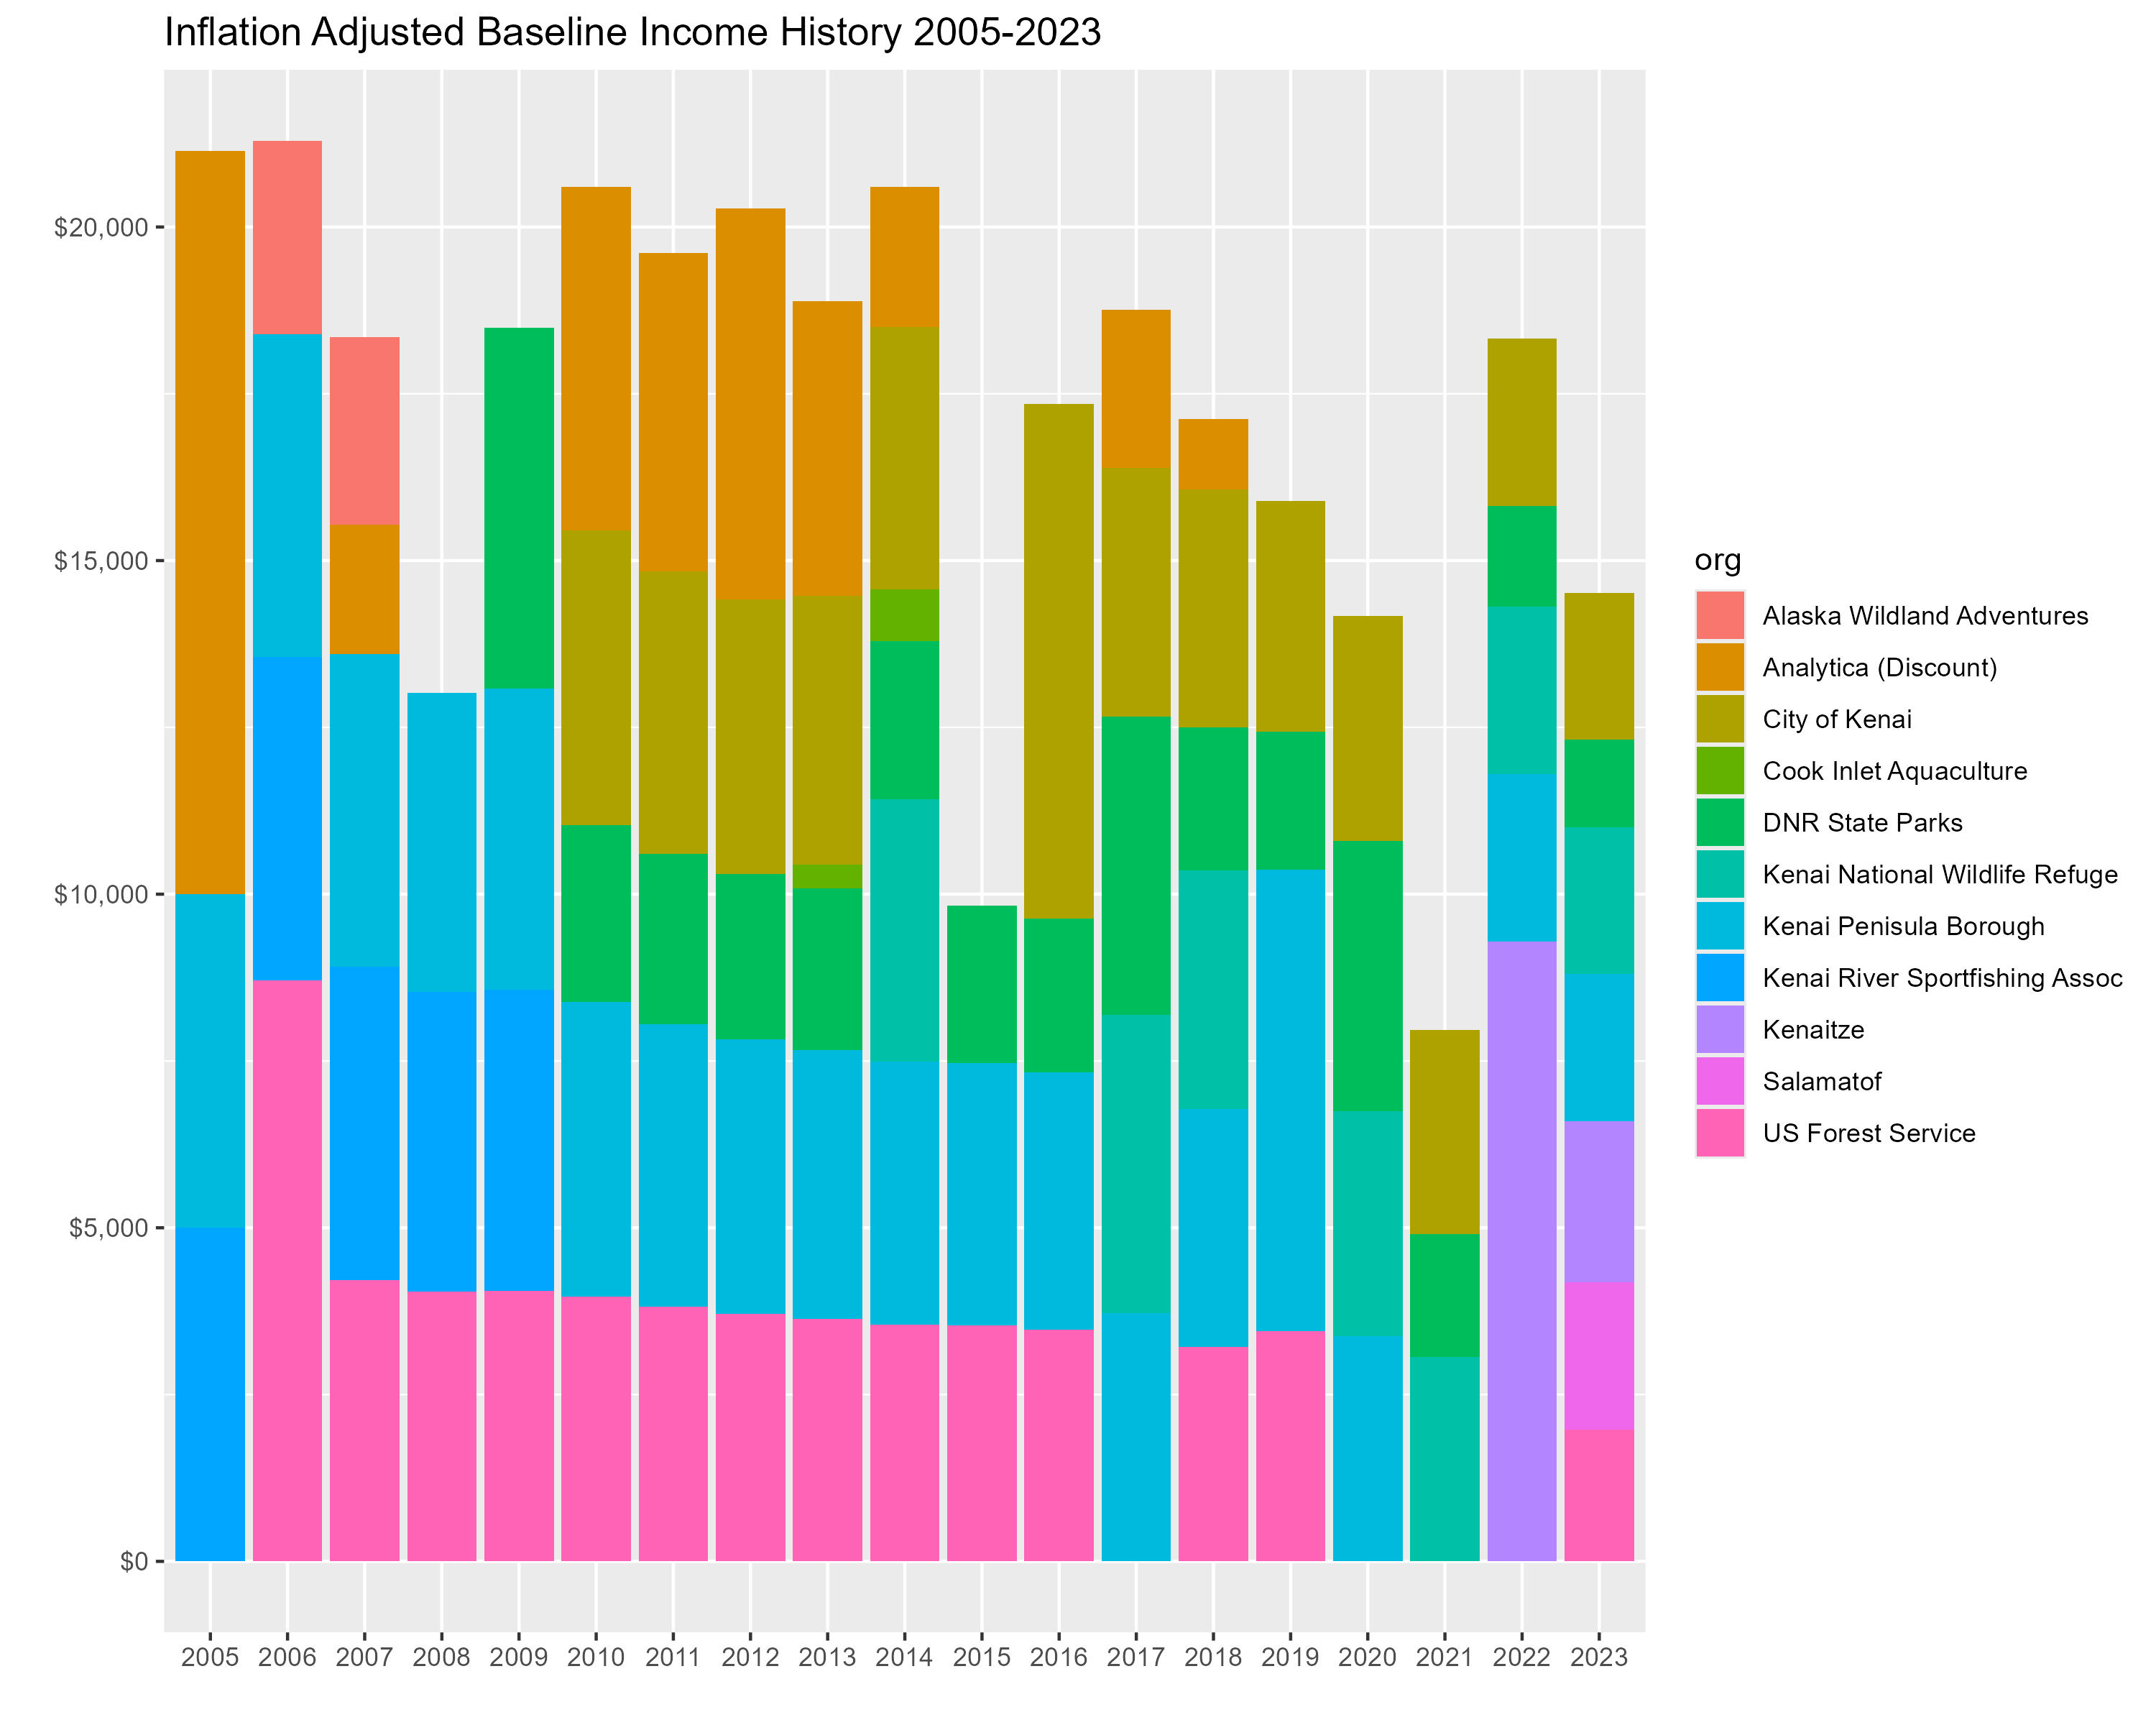 Inflation Adjusted Baseline Income History 2005-2023
$20,000
$15,000
$10,000
$5,000
$0
2005 2006 2007 2008 2009 2010 2011 2012 2013 2014 2015 2016 2017 2018 2019 2020 2021 2022 2023
org
Alaska Wildland Adventures
Analytica (Discount)
City of Kenai
Cook Inlet Aquaculture
DNR State Parks
Kenai National Wildlife Refuge
Kenai Penisula Borough
Kenai River Sportfishing Assoc
Kenaitze
Salamatof
US Forest Service